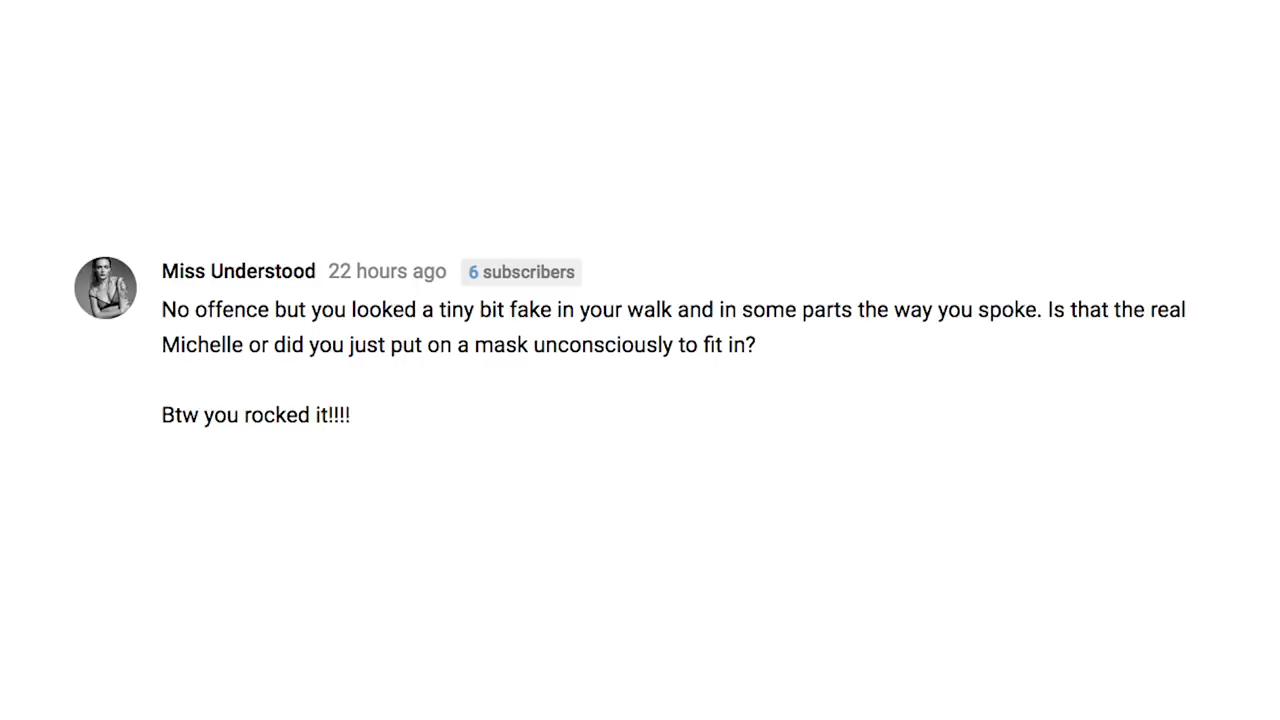 Miss Understood 22 hours ago 6 subscribers
No offence but you looked a tiny bit fake in your walk and in some parts the way you spoke. Is that the real
Michelle or did you just put on a mask unconsciously to fit in?
Btw you rocked it!!!!